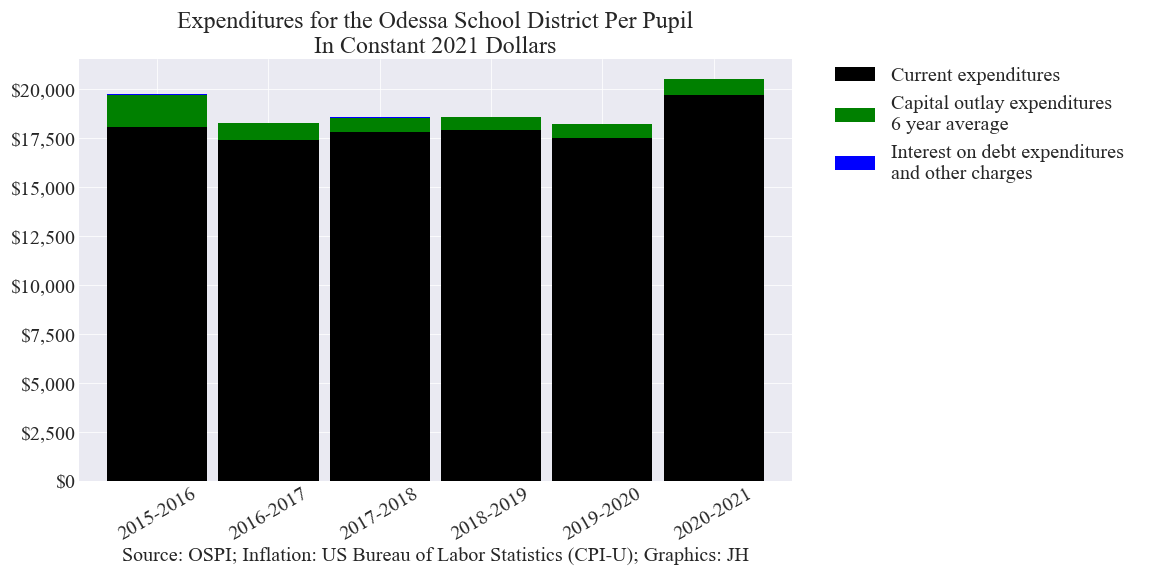 Expenditures for the Odessa School District Per Pupil
In Constant 2021 Dollars
$20,000
$17,500
$15,000
$12,500
$10,000
$7,500
$5,000
$2,500
$0
2015-2016
2016-2017
2017-2018
2018-2019
2019-2020
2020-2021
Source: OSPI; Inflation: US Bureau of Labor Statistics (CPI-U); Graphics: JH
Current expenditures
Capital outlay expenditures
6 year average
Interest on debt expenditures
and other charges